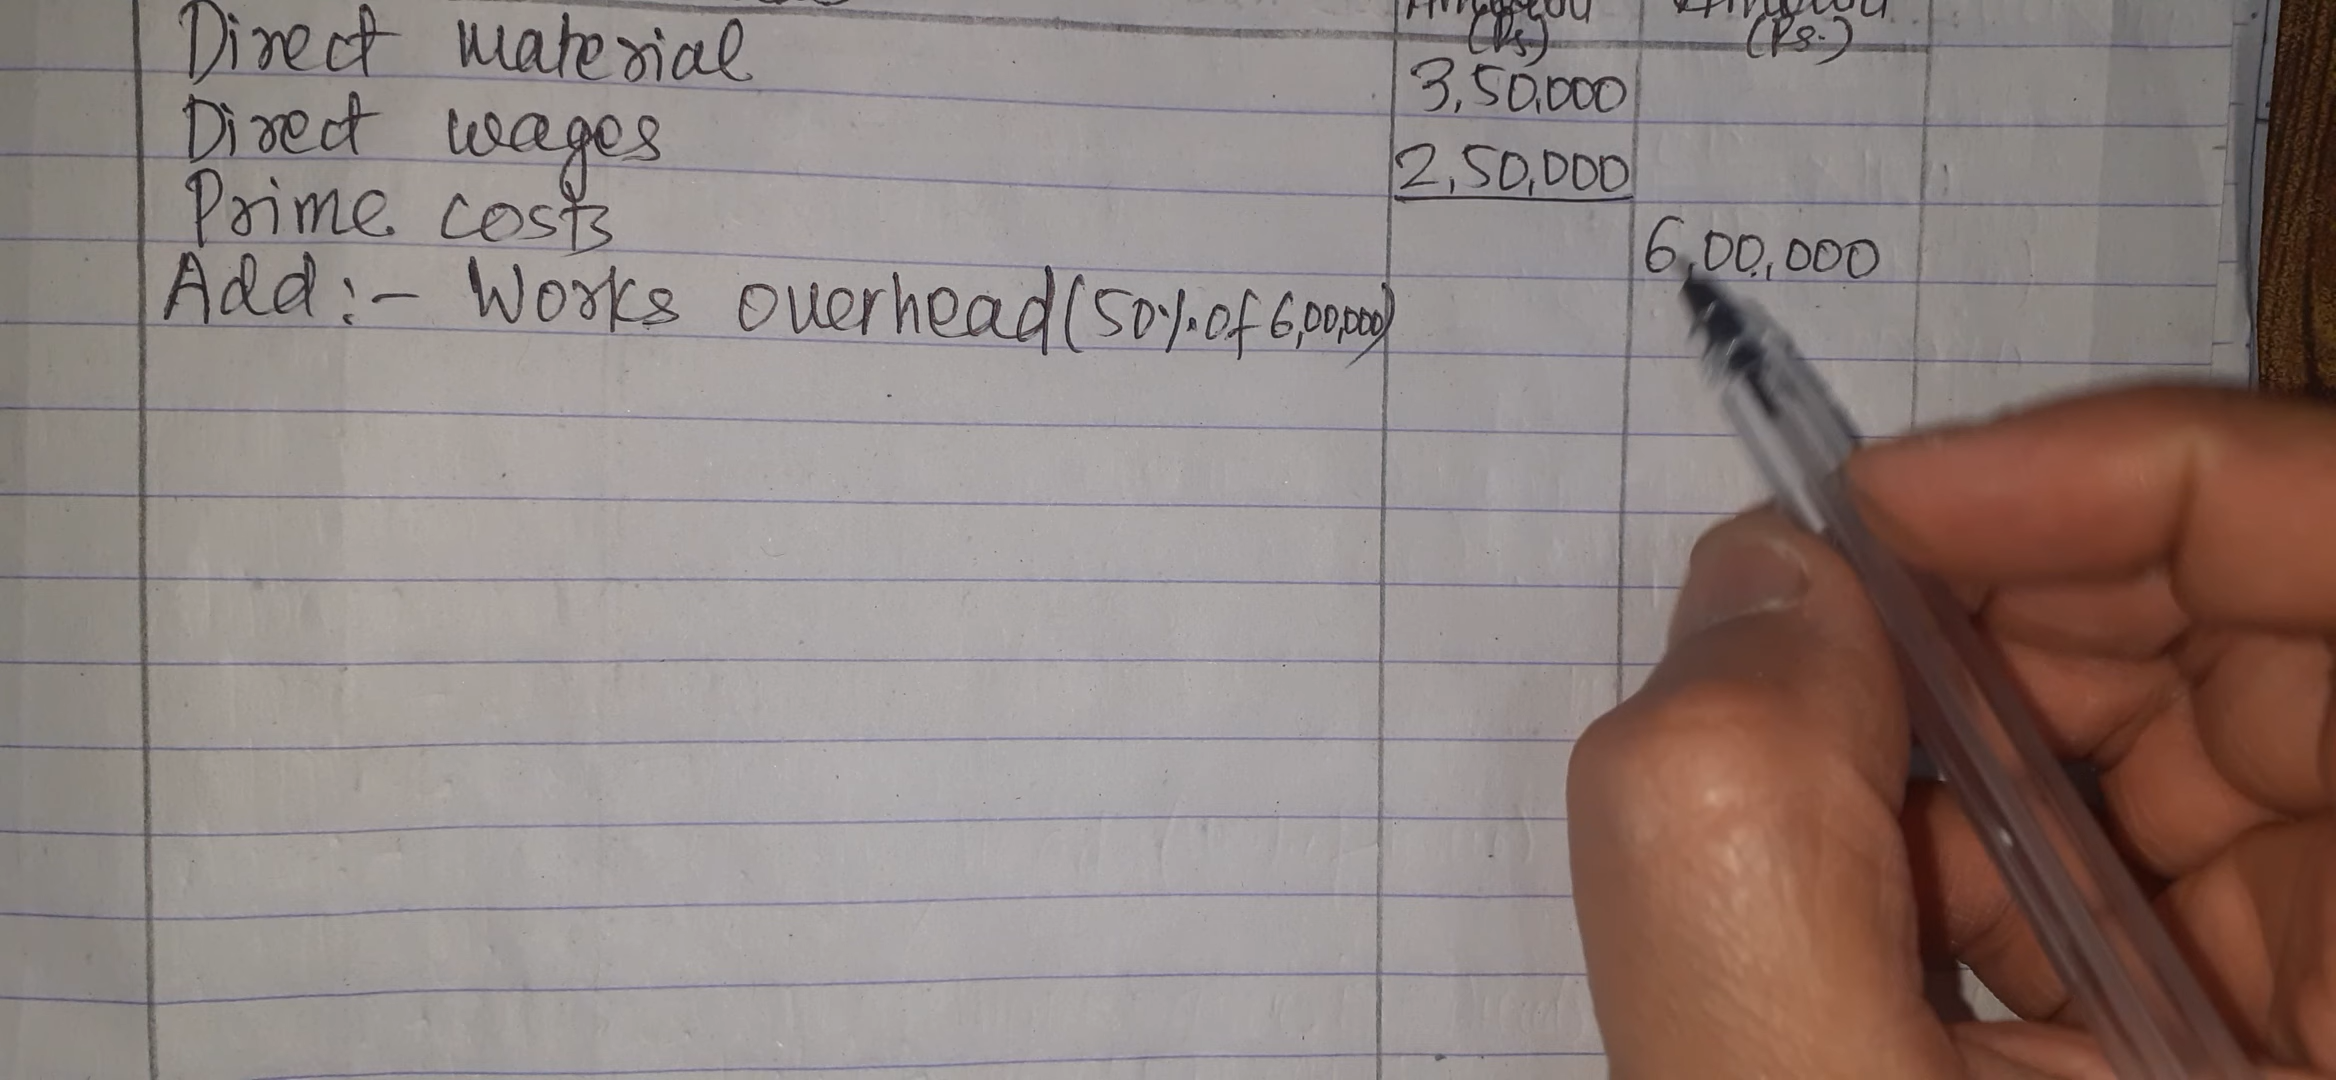 (Rs) (Rs.)
Direct material 3,50,000
Direct wages 2,50,000
Prime costs 6,00,000
Add:- Works overhead (50% of 6,00,000)